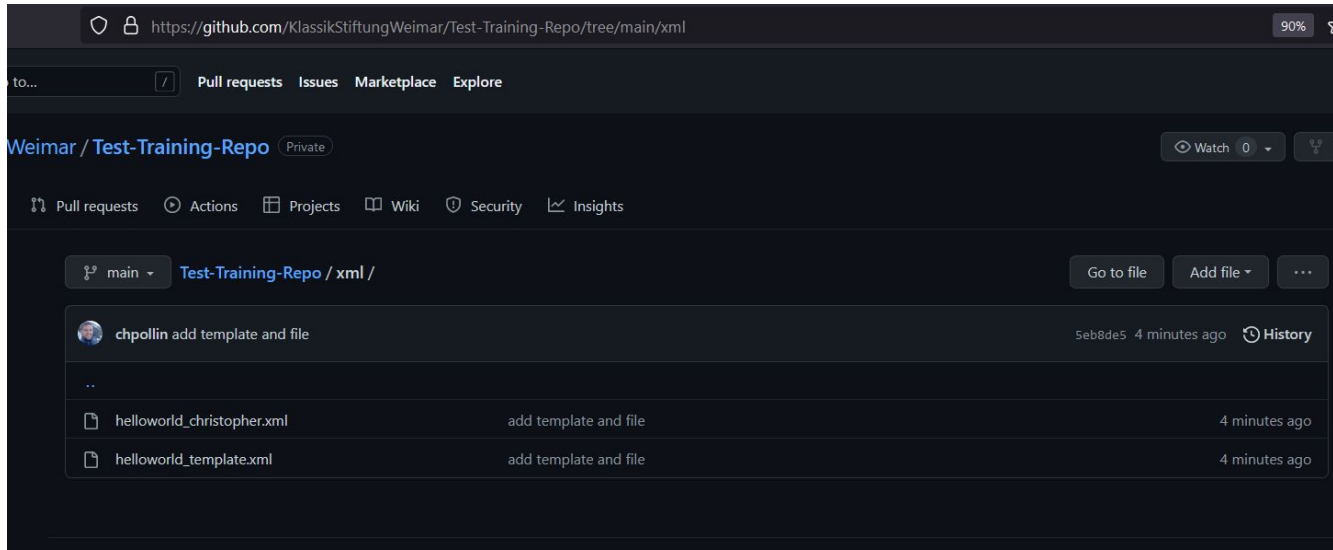 https://github.com/KlassikStiftungWeimar/Test-Training-Repo/tree/main/xml 90%
to... / Pull requests Issues Marketplace Explore
Weimar / Test-Training-Repo Private Watch 0
Pull requests Actions Projects Wiki Security Insights
main Test-Training-Repo / xml / Go to file Add file ...
chpollin add template and file 5eb8de5 4 minutes ago History
..
helloworld_christopher.xml add template and file 4 minutes ago
helloworld_template.xml add template and file 4 minutes ago